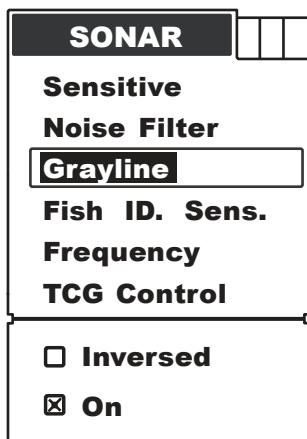 SONAR
Sensitive
Noise Filter
Grayline
Fish ID. Sens.
Frequency
TCG Control
Inversed
On